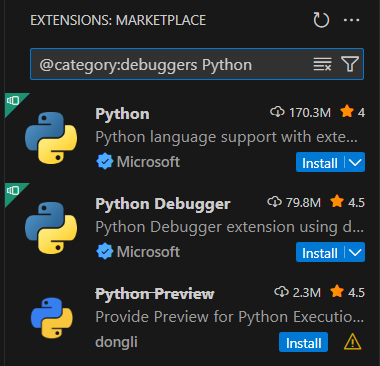 EXTENSIONS: MARKETPLACE
@category:debuggers Python
Python 170.3M 4
Python language support with exte...
Microsoft Install
Python Debugger 79.8M 4.5
Python Debugger extension using d...
Microsoft Install
Python Preview 2.3M 4.5
Provide Preview for Python Executio...
dongli Install